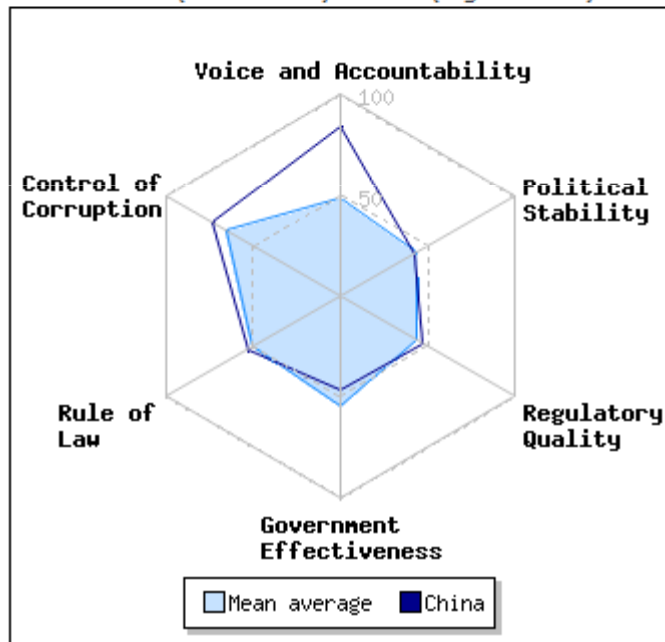 Voice and Accountability
100
Control of
Corruption
50
Political
Stability
Rule of
Law
Regulatory
Quality
Government
Effectiveness
Mean average
China